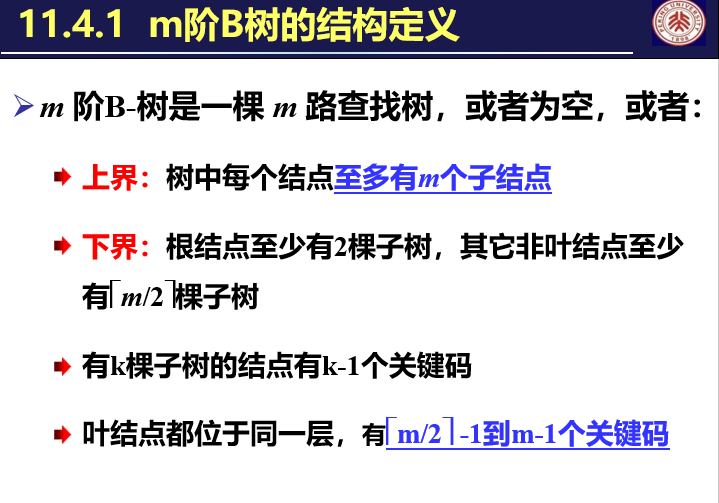 11.4.1 m阶B树的结构定义
m 阶B-树是一棵 m 路查找树，或者为空，或者：
上界：树中每个结点至多有m个子结点
下界：根结点至少有2棵子树，其它非叶结点至少
有⌈m/2⌉棵子树
有k棵子树的结点有k-1个关键码
叶结点都位于同一层，有⌈m/2⌉-1到m-1个关键码